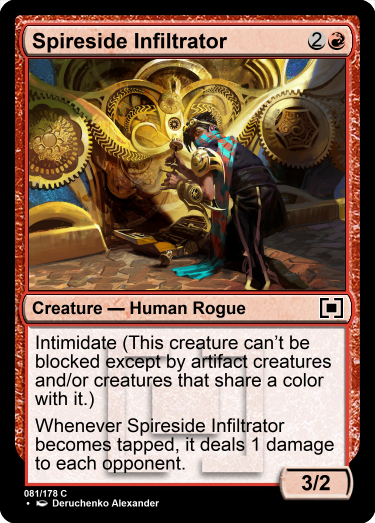 Spireside Infiltrator 2
Creature — Human Rogue
Intimidate (This creature can't be
blocked except by artifact creatures
and/or creatures that share a color
with it.)
Whenever Spireside Infiltrator
becomes tapped, it deals 1 damage
to each opponent.
3/2
081/178 C
• Deruchenko Alexander